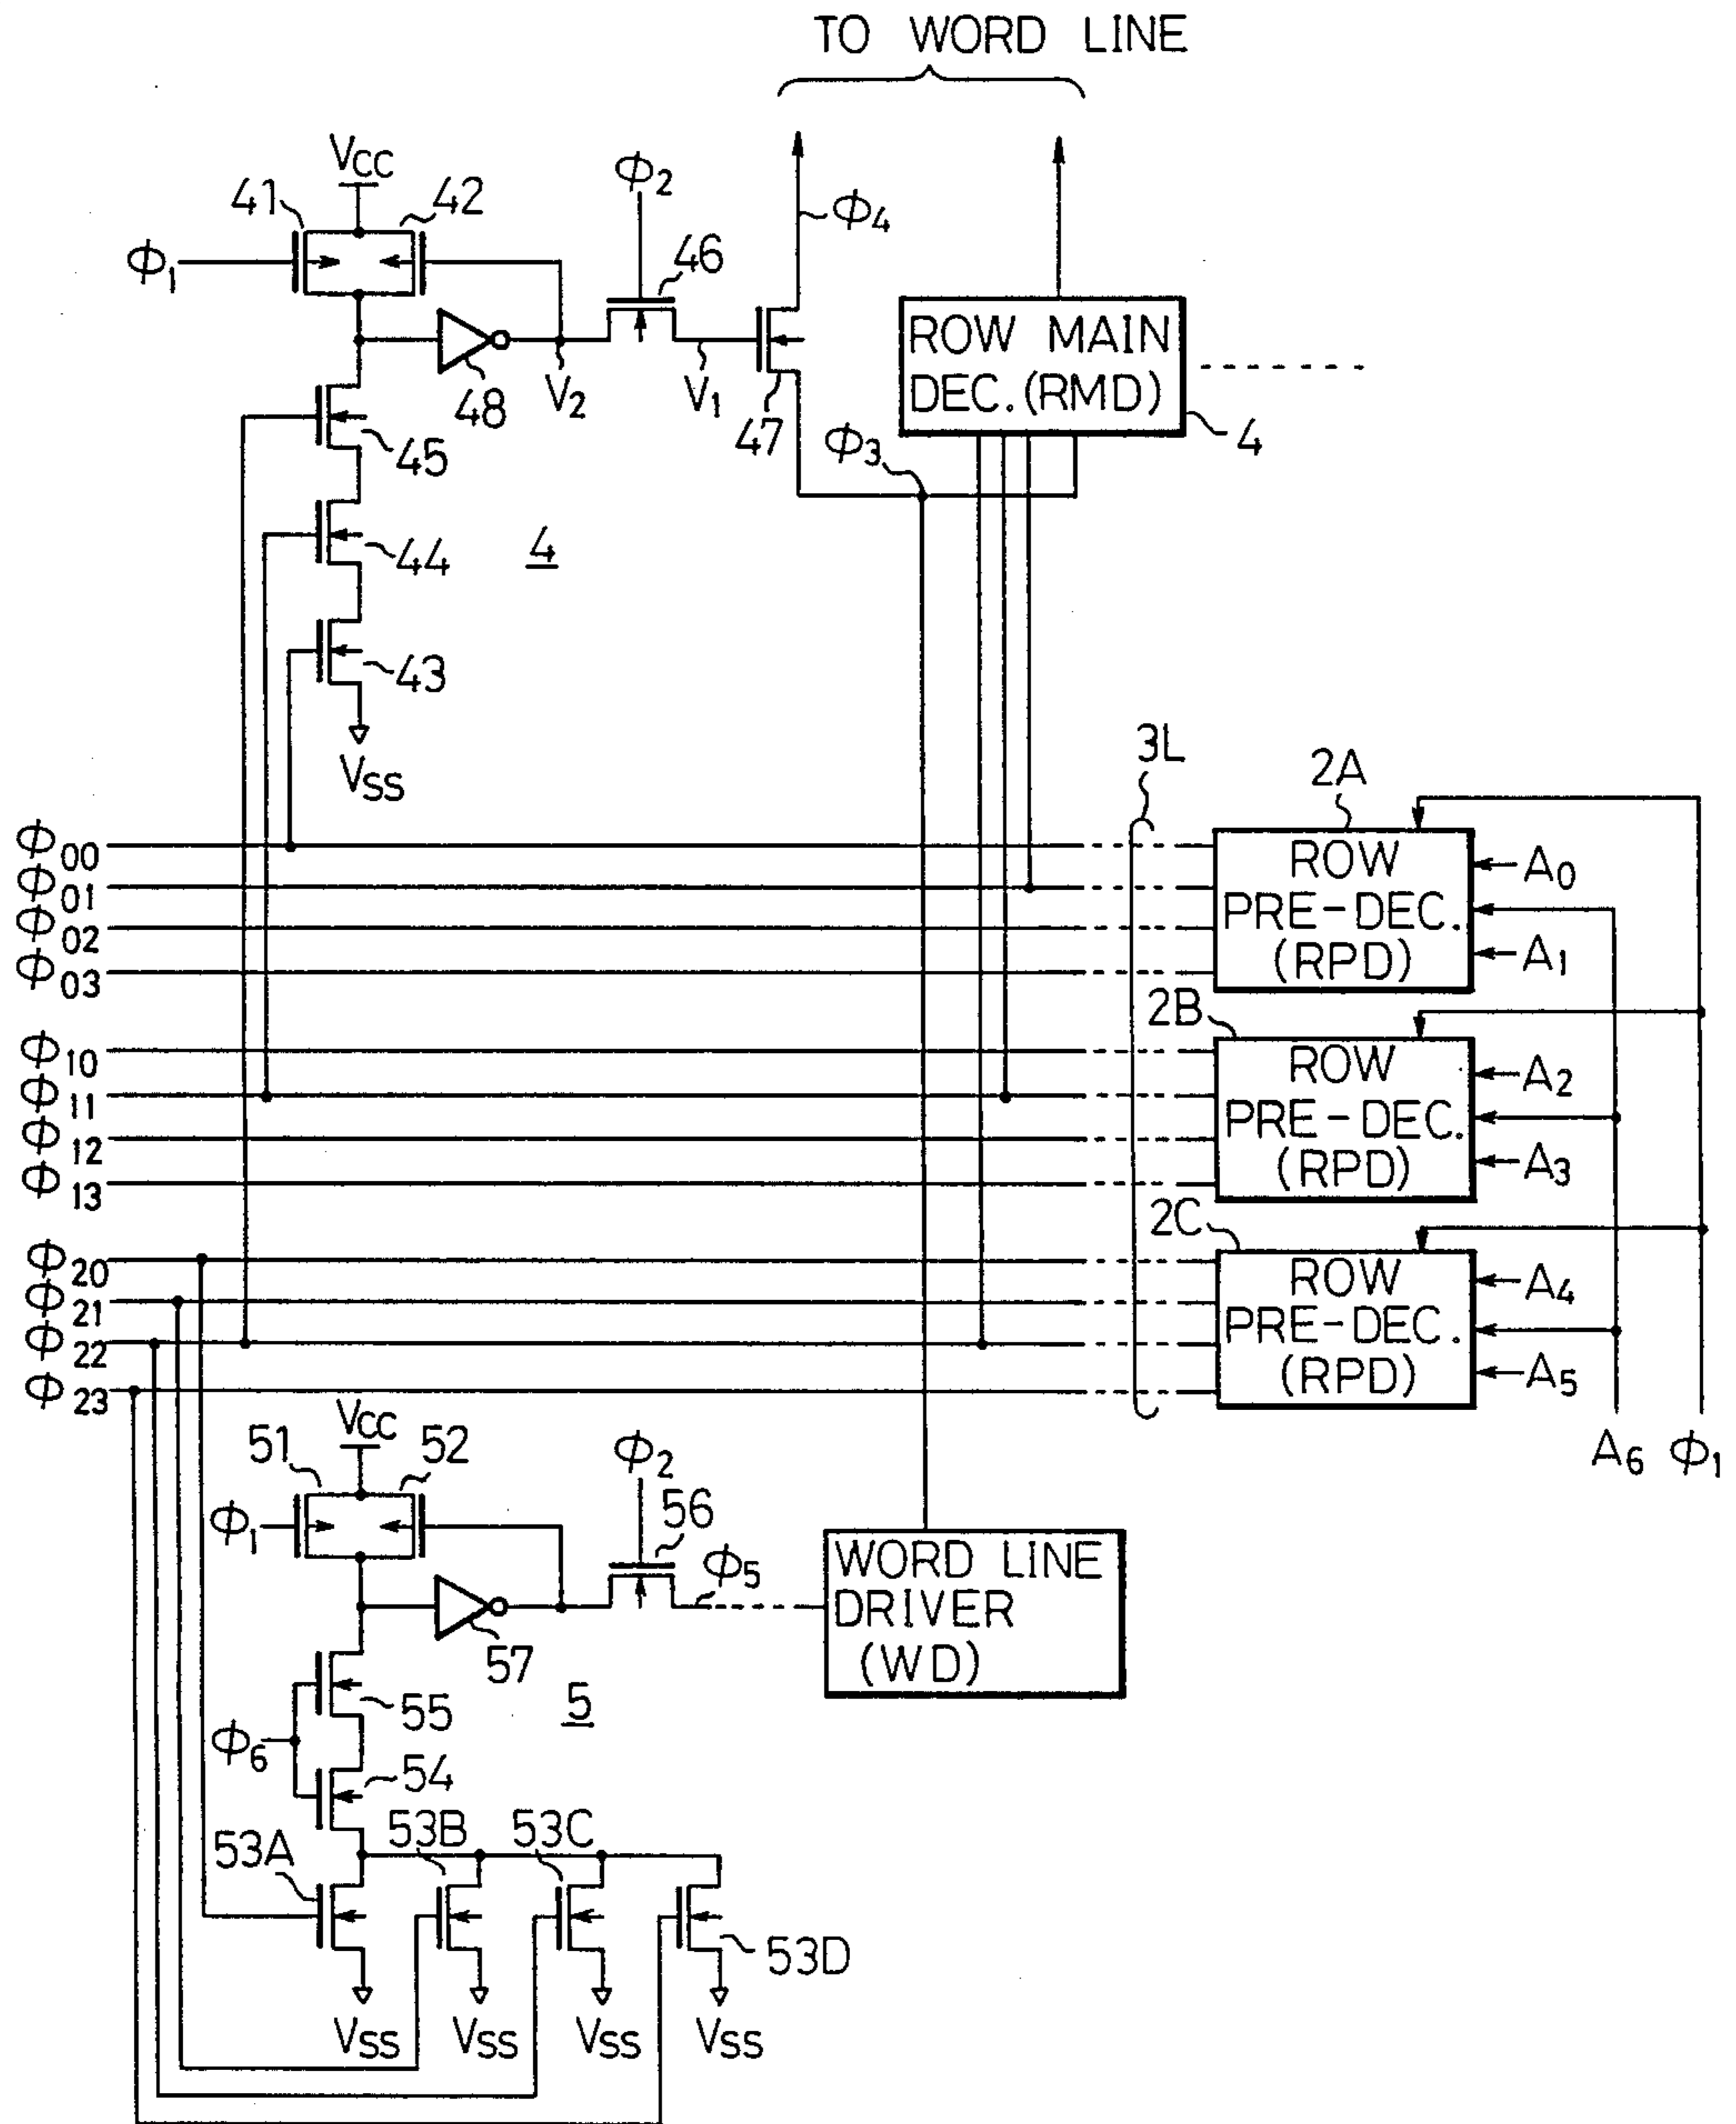 TO WORD LINE
VCC
Φ2
41
42
Φ4
Φ1
46
ROW MAIN
DEC. (RMD)
48
V2
V1
47
4
45
Φ3
44
4
43
VSS
3L
2A
Φ00
Φ01
Φ02
Φ03
ROW
PRE-DEC.
(RPD)
A0
A1
2B
Φ10
Φ11
Φ12
Φ13
ROW
PRE-DEC.
(RPD)
A2
A3
2C
Φ20
Φ21
Φ22
Φ23
ROW
PRE-DEC.
(RPD)
A4
A5
A6
Φ1
VCC
51
52
Φ2
Φ1
56
Φ5
WORD LINE
DRIVER
(WD)
57
55
5
Φ6
54
53A
53B
53C
53D
VSS
VSS
VSS
VSS